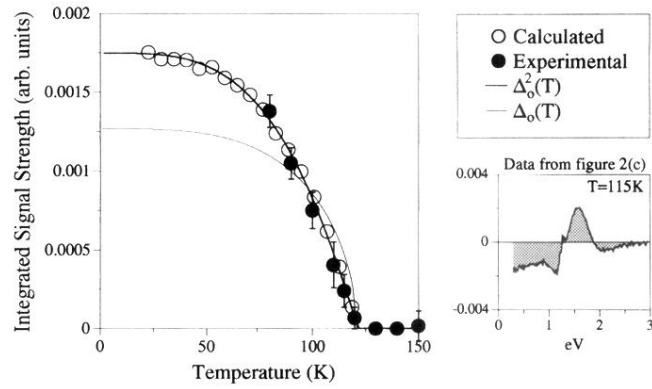 0.002
0.0015
0.001
0.0005
0
Integrated Signal Strength (arb. units)
0 50 100 150
Temperature (K)
Calculated
Experimental
Δ²ₒ(T)
Δₒ(T)
Data from figure 2(c)
0.004
T=115K
0
-0.004
0 1 2 3
eV